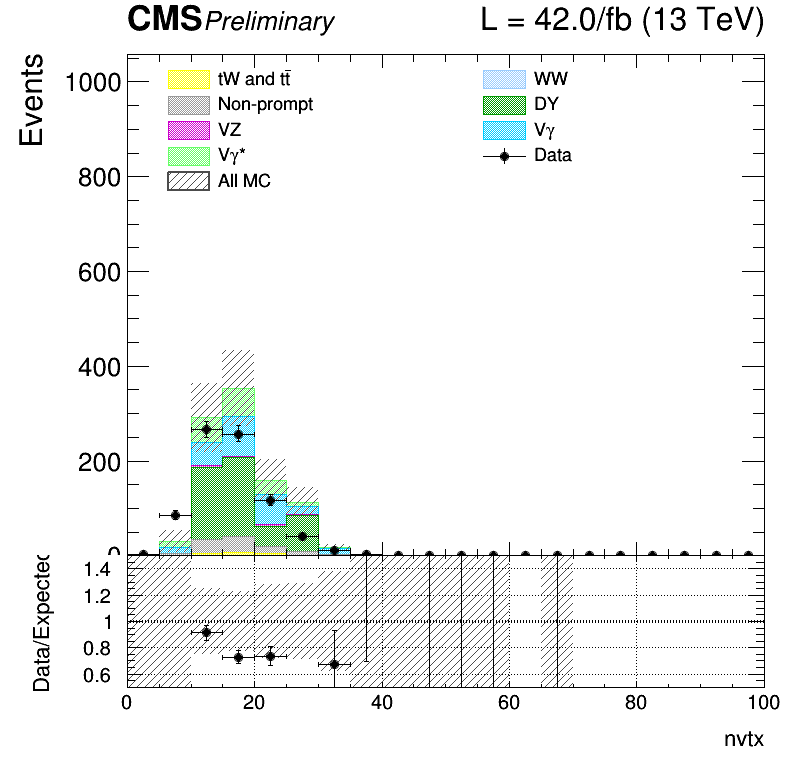 CMS Preliminary L = 42.0/fb (13 TeV)
Events
1000
800
600
400
200
0
tW and tt̄
Non-prompt
VZ
Vγ*
All MC
WW
DY
Vγ
Data
Data/Expected
1.4
1.2
1
0.8
0.6
0 20 40 60 80 100
nvtx